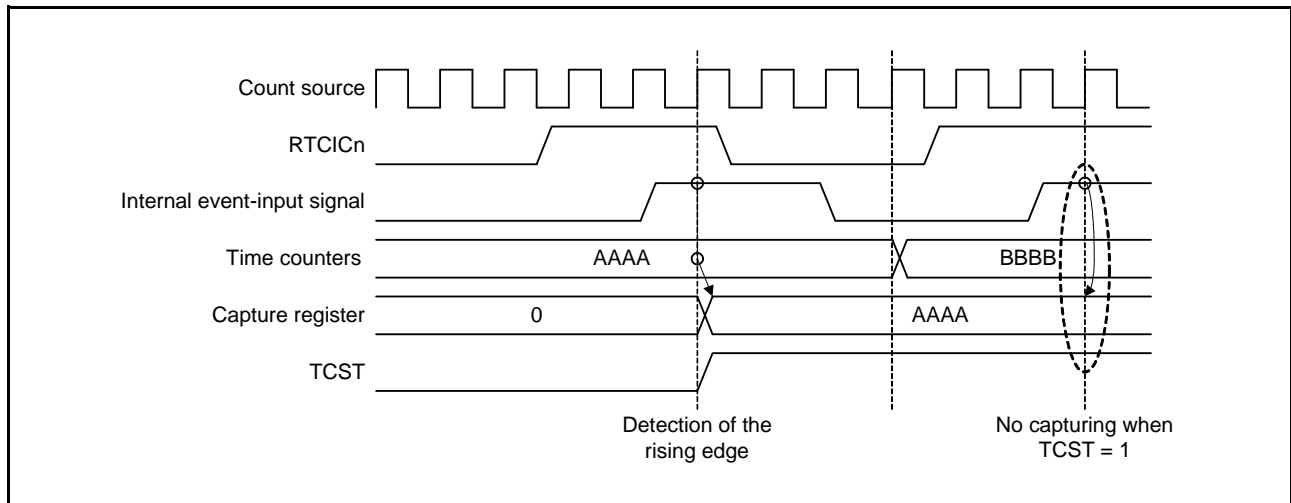 Count source
RTCICn
Internal event-input signal
Time counters
AAAA
BBBB
Capture register
0
AAAA
TCST
Detection of the
rising edge
No capturing when
TCST = 1